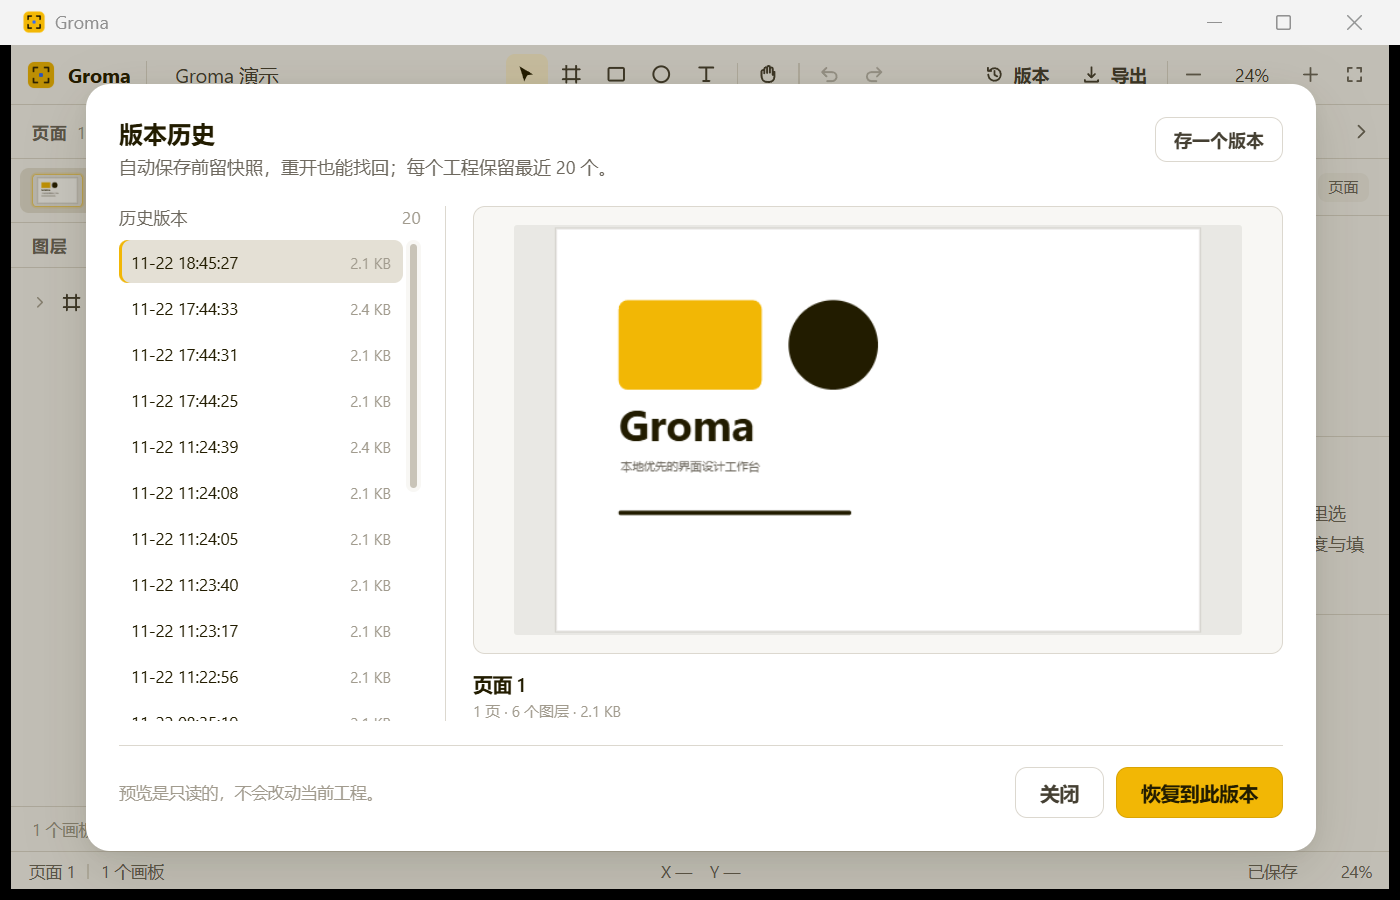 Groma
Groma
Groma 演示
版本
导出
24%
页面
版本历史
自动保存前留快照，重开也能找回；每个工程保留最近 20 个。
存一个版本
页面
图层
历史版本 20
11-22 18:45:27 2.1 KB
11-22 17:44:33 2.4 KB
11-22 17:44:31 2.1 KB
11-22 17:44:25 2.1 KB
11-22 11:24:39 2.4 KB
11-22 11:24:08 2.1 KB
11-22 11:24:05 2.1 KB
11-22 11:23:40 2.1 KB
11-22 11:23:17 2.1 KB
11-22 11:22:56 2.1 KB
Groma
本地优先的界面设计工作台
里选
度与填
页面 1
1 页 · 6 个图层 · 2.1 KB
预览是只读的，不会改动当前工程。
关闭
恢复到此版本
1 个画板
页面 1
1 个画板
X —
Y —
已保存
24%